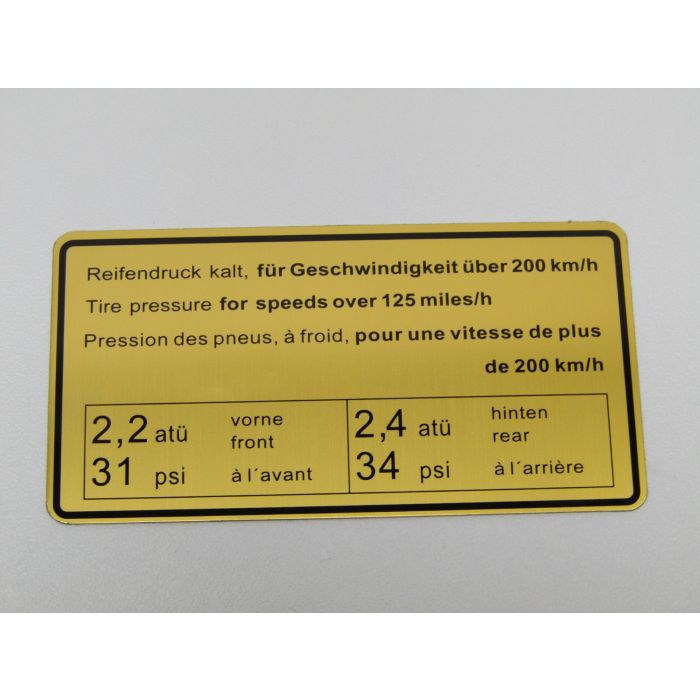 Reifendruck kalt, für Geschwindigkeit über 200 km/h
Tire pressure for speeds over 125 miles/h
Pression des pneus, à froid, pour une vitesse de plus
de 200 km/h
2,2 atü vorne
front
31 psi à l´avant
2,4 atü hinten
rear
34 psi à l´arrière